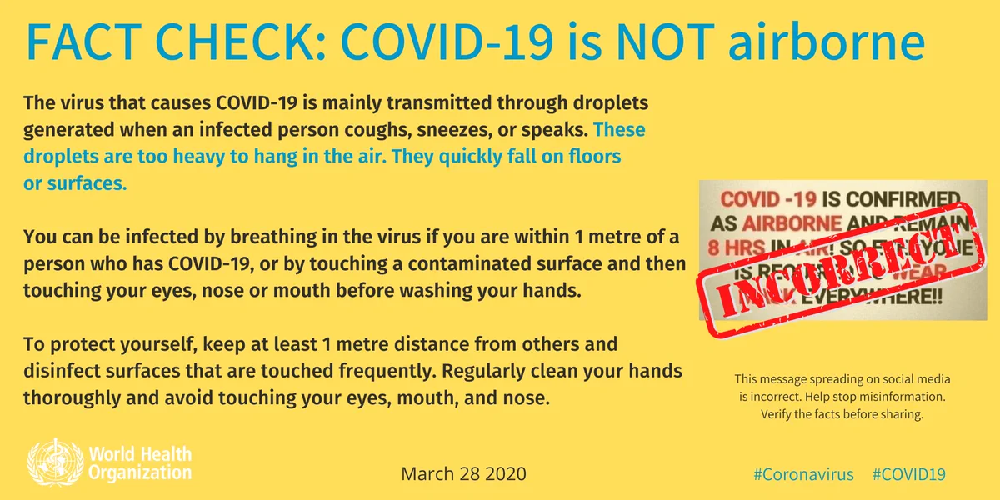 FACT CHECK: COVID-19 is NOT airborne
The virus that causes COVID-19 is mainly transmitted through droplets
generated when an infected person coughs, sneezes, or speaks. These
droplets are too heavy to hang in the air. They quickly fall on floors
or surfaces.
You can be infected by breathing in the virus if you are within 1 metre of a
person who has COVID-19, or by touching a contaminated surface and then
touching your eyes, nose or mouth before washing your hands.
To protect yourself, keep at least 1 metre distance from others and
disinfect surfaces that are touched frequently. Regularly clean your hands
thoroughly and avoid touching your eyes, mouth, and nose.
COVID -19 IS CONFIRMED
AS AIRBORNE AND REMAIN
8 HRS IN AIR! SO EVERYONE
IS TO WEAR
EVERYWHERE!!
INCORRECT
This message spreading on social media
is incorrect. Help stop misinformation.
Verify the facts before sharing.
World Health
Organization
March 28 2020
#Coronavirus #COVID19